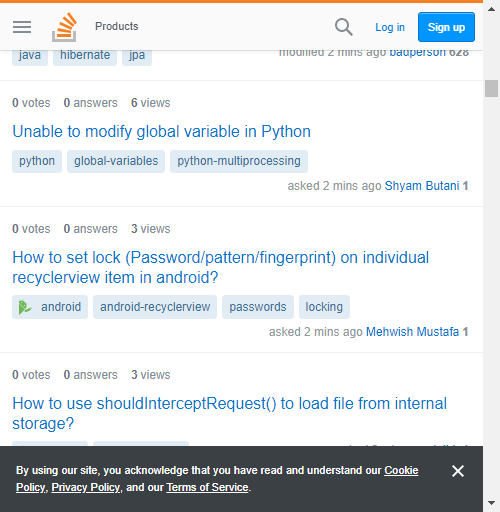 Products
Log in
Sign up
java hibernate jpa
modified 2 mins ago badperson 628
0 votes 0 answers 6 views
Unable to modify global variable in Python
python global-variables python-multiprocessing
asked 2 mins ago Shyam Butani 1
0 votes 0 answers 3 views
How to set lock (Password/pattern/fingerprint) on individual
recyclerview item in android?
android android-recyclerview passwords locking
asked 2 mins ago Mehwish Mustafa 1
0 votes 0 answers 3 views
How to use shouldInterceptRequest() to load file from internal
storage?
By using our site, you acknowledge that you have read and understand our Cookie
Policy, Privacy Policy, and our Terms of Service.